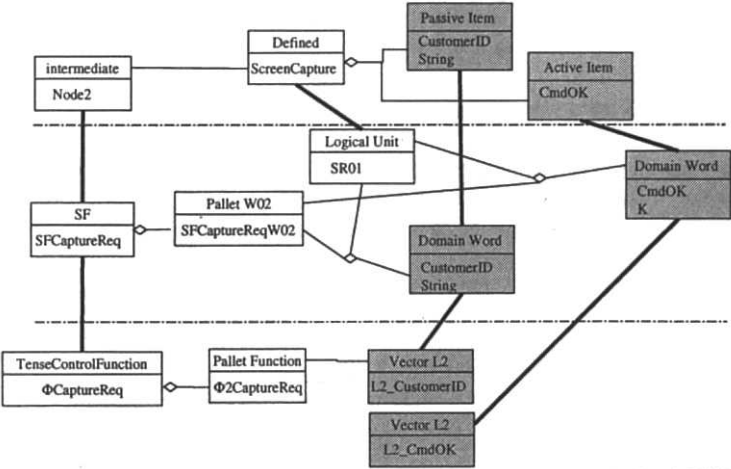 Passive Item
CustomerID
String
Defined
ScreenCapture
intermediate
Node2
Active Item
CmdOK
Logical Unit
SR01
Domain Word
CmdOK
K
Pallet W02
SFCaptureReqW02
SF
SFCaptureReq
Domain Word
CustomerID
String
TenseControlFunction
ΦCaptureReq
Pallet Function
Φ2CaptureReq
Vector L2
L2_CustomerID
Vector L2
L2_CmdOK